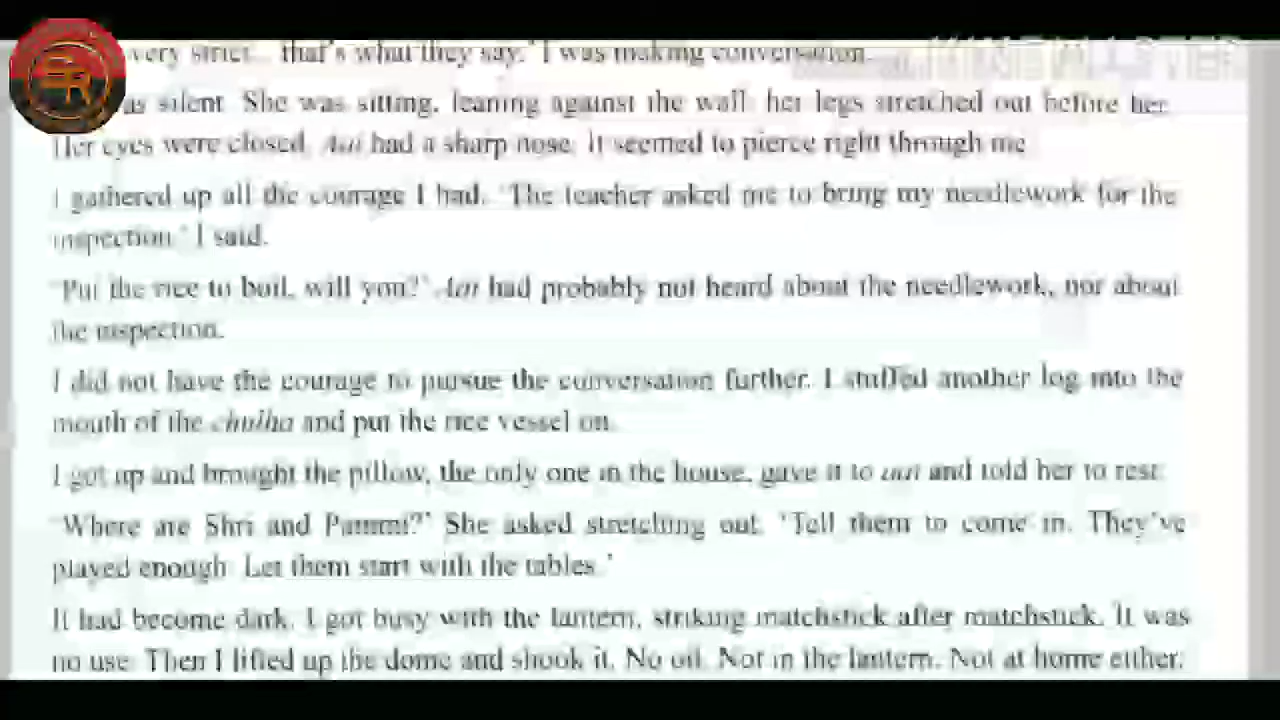 very strict.. that's what they say.' I was making conversation.
as silent. She was sitting, leaning against the wall, her legs stretched out before her.
Her eyes were closed. Aai had a sharp nose. It seemed to pierce right through me.
I gathered up all the courage I had. 'The teacher asked me to bring my needlework for the
inspection.' I said.
'Put the rice to boil, will you?' Aai had probably not heard about the needlework, nor about
the inspection.
I did not have the courage to pursue the conversation further. I stuffed another log into the
mouth of the chulha and put the rice vessel on.
I got up and brought the pillow, the only one in the house, gave it to aai and told her to rest.
'Where are Shri and Pammi?' She asked stretching out. 'Tell them to come in. They've
played enough. Let them start with the tables.'
It had become dark. I got busy with the lantern, striking matchstick after matchstick. It was
no use. Then I lifted up the dome and shook it. No oil. Not in the lantern. Not at home either.